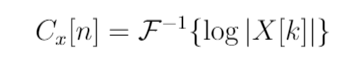 C_x[n] = \mathcal{F}^{-1}\{\log |X[k]|\}